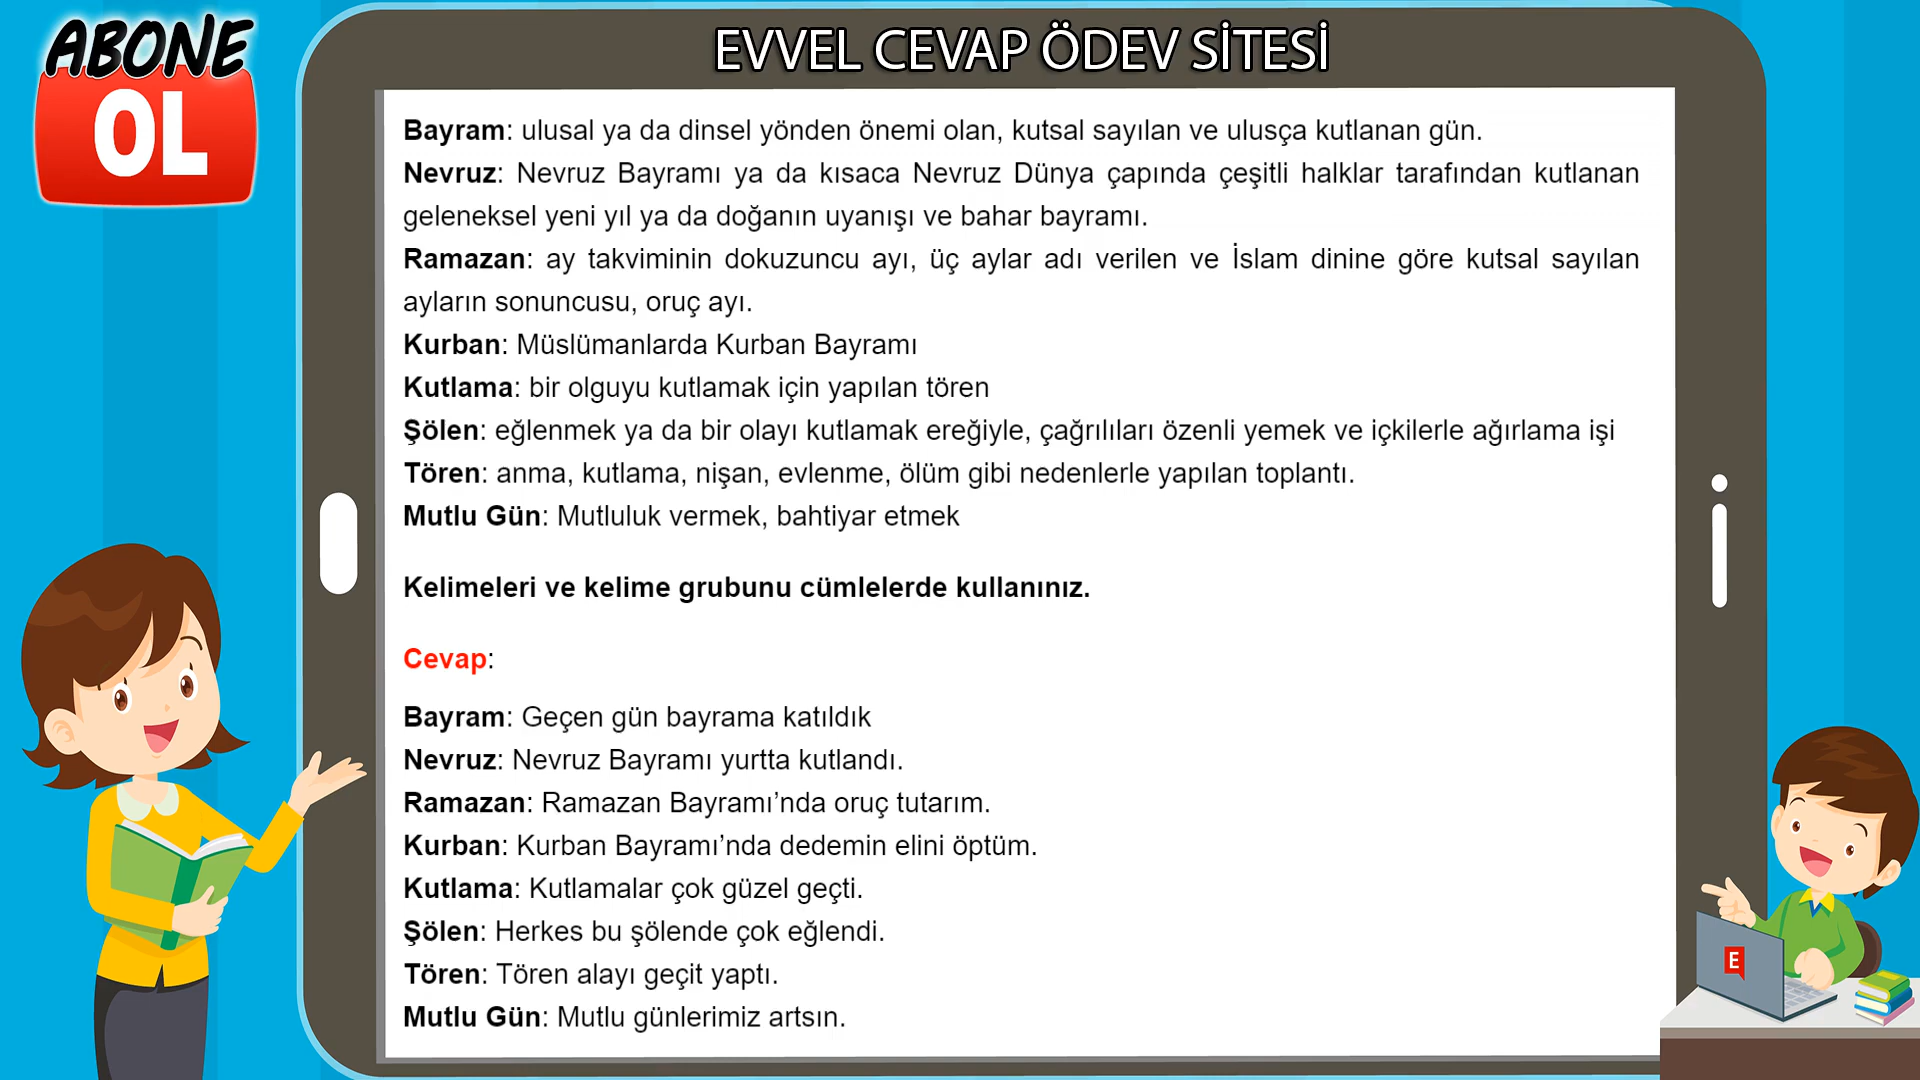 ABONE
OL
EVVEL CEVAP ÖDEV SİTESİ
Bayram: ulusal ya da dinsel yönden önemi olan, kutsal sayılan ve ulusça kutlanan gün.
Nevruz: Nevruz Bayramı ya da kısaca Nevruz Dünya çapında çeşitli halklar tarafından kutlanan
geleneksel yeni yıl ya da doğanın uyanışı ve bahar bayramı.
Ramazan: ay takviminin dokuzuncu ayı, üç aylar adı verilen ve İslam dinine göre kutsal sayılan
ayların sonuncusu, oruç ayı.
Kurban: Müslümanlarda Kurban Bayramı
Kutlama: bir olguyu kutlamak için yapılan tören
Şölen: eğlenmek ya da bir olayı kutlamak ereğiyle, çağrılıları özenli yemek ve içkilerle ağırlama işi
Tören: anma, kutlama, nişan, evlenme, ölüm gibi nedenlerle yapılan toplantı.
Mutlu Gün: Mutluluk vermek, bahtiyar etmek
Kelimeleri ve kelime grubunu cümlelerde kullanınız.
Cevap:
Bayram: Geçen gün bayrama katıldık
Nevruz: Nevruz Bayramı yurtta kutlandı.
Ramazan: Ramazan Bayramı’nda oruç tutarım.
Kurban: Kurban Bayramı’nda dedemin elini öptüm.
Kutlama: Kutlamalar çok güzel geçti.
Şölen: Herkes bu şölende çok eğlendi.
Tören: Tören alayı geçit yaptı.
Mutlu Gün: Mutlu günlerimiz artsın.
E